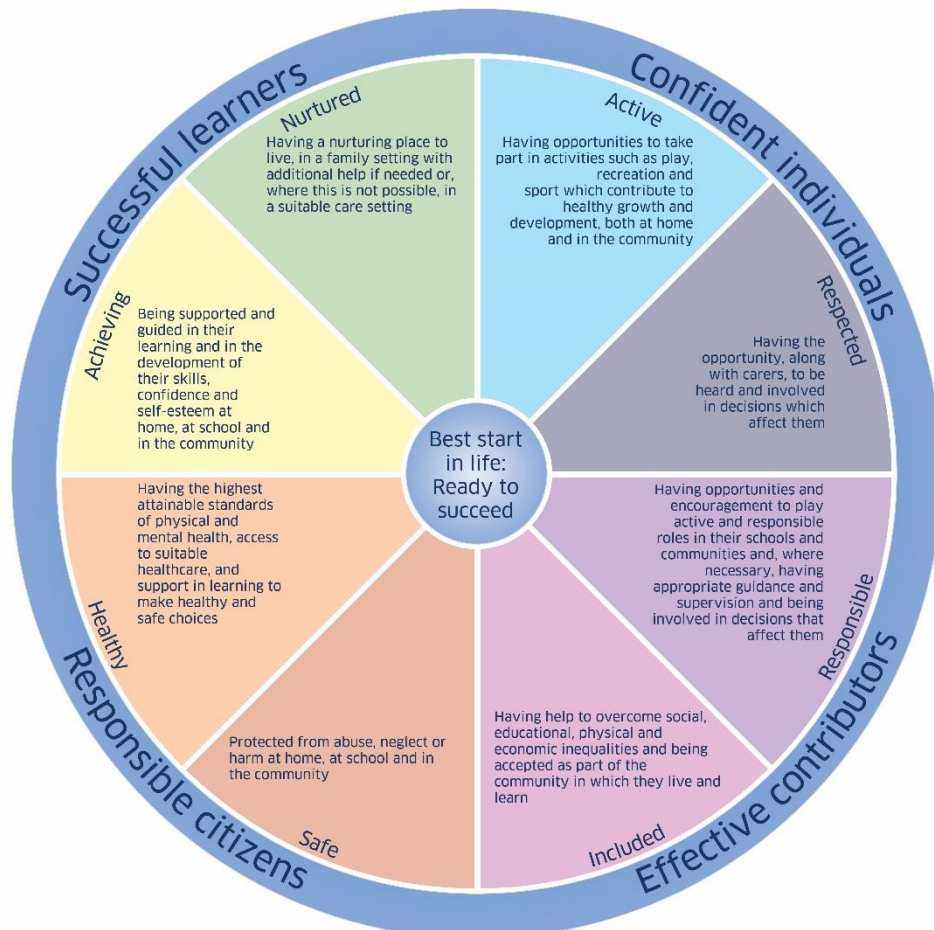 Successful learners
Confident individuals
Nurtured
Having a nurturing place to
live, in a family setting with
additional help if needed or,
where this is not possible, in
a suitable care setting
Active
Having opportunities to take
part in activities such as play,
recreation and
sport which contribute to
healthy growth and
development, both at home
and in the community
Achieving
Being supported and
guided in their
learning and in the
development of
their skills,
confidence and
self-esteem at
home, at school and
in the community
Respected
Having the
opportunity, along
with carers, to be
heard and involved
in decisions which
affect them
Best start
in life:
Ready to
succeed
Having the highest
attainable standards
of physical and
mental health, access
to suitable
healthcare, and
support in learning to
make healthy and
safe choices
Healthy
Having opportunities and
encouragement to play
active and responsible
roles in their schools and
communities and, where
necessary, having
appropriate guidance and
supervision and being
involved in decisions that
affect them
Responsible
Protected from abuse, neglect or
harm at home, at school and in
the community
Safe
Having help to overcome social,
educational, physical and
economic inequalities and being
accepted as part of the
community in which they live and
learn
Included
Responsible citizens
Effective contributors